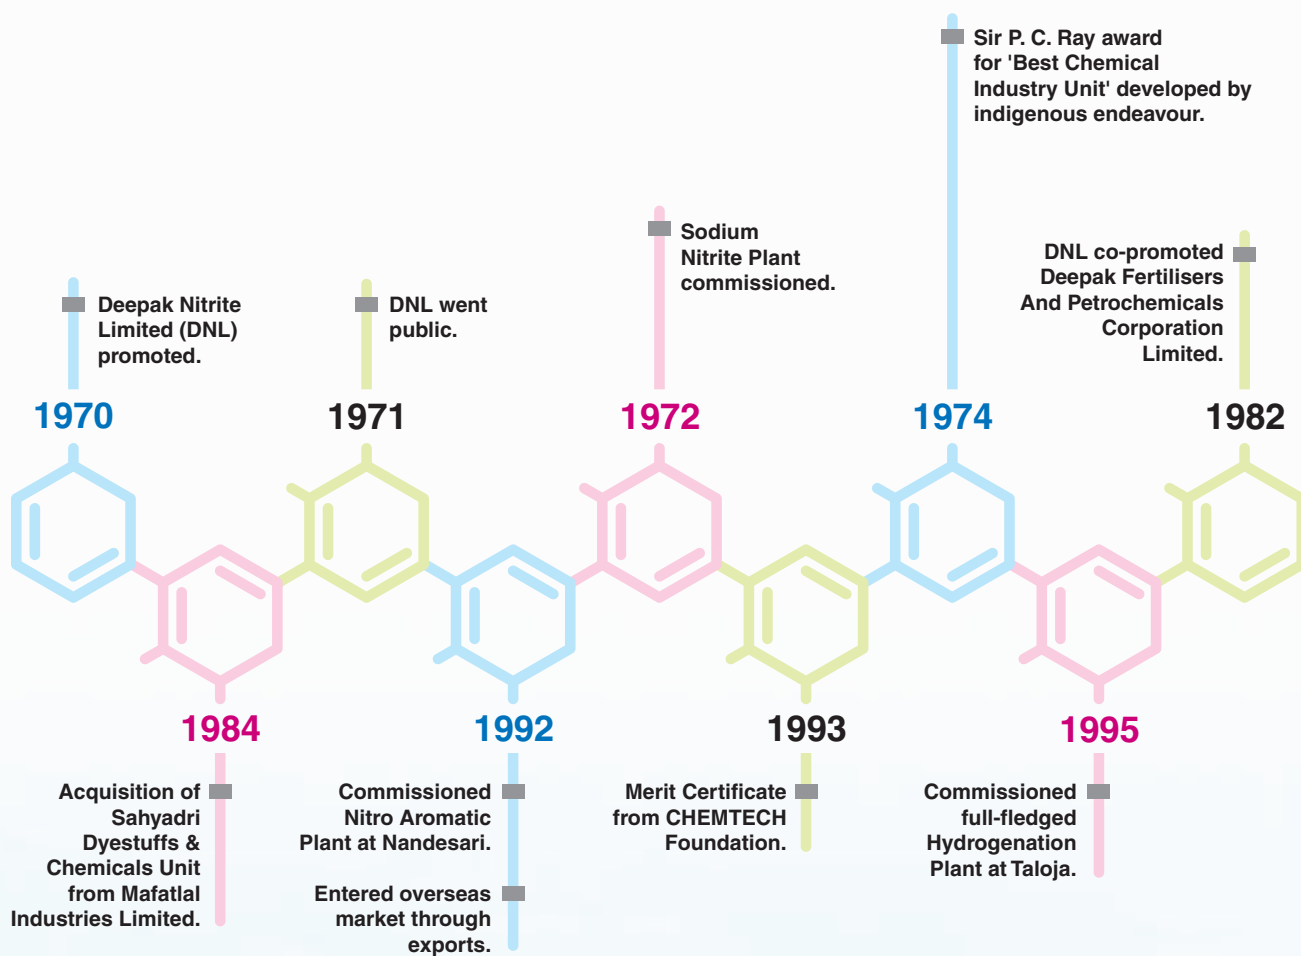 Sir P. C. Ray award
for 'Best Chemical
Industry Unit' developed by
indigenous endeavour.
Sodium
Nitrite Plant
commissioned.
DNL co-promoted
Deepak Fertilisers
And Petrochemicals
Corporation
Limited.
Deepak Nitrite
Limited (DNL)
promoted.
DNL went
public.
1970
1971
1972
1974
1982
1984
1992
1993
1995
Acquisition of
Sahyadri
Dyestuffs &
Chemicals Unit
from Mafatlal
Industries Limited.
Commissioned
Nitro Aromatic
Plant at Nandesari.
Entered overseas
market through
exports.
Merit Certificate
from CHEMTECH
Foundation.
Commissioned
full-fledged
Hydrogenation
Plant at Taloja.